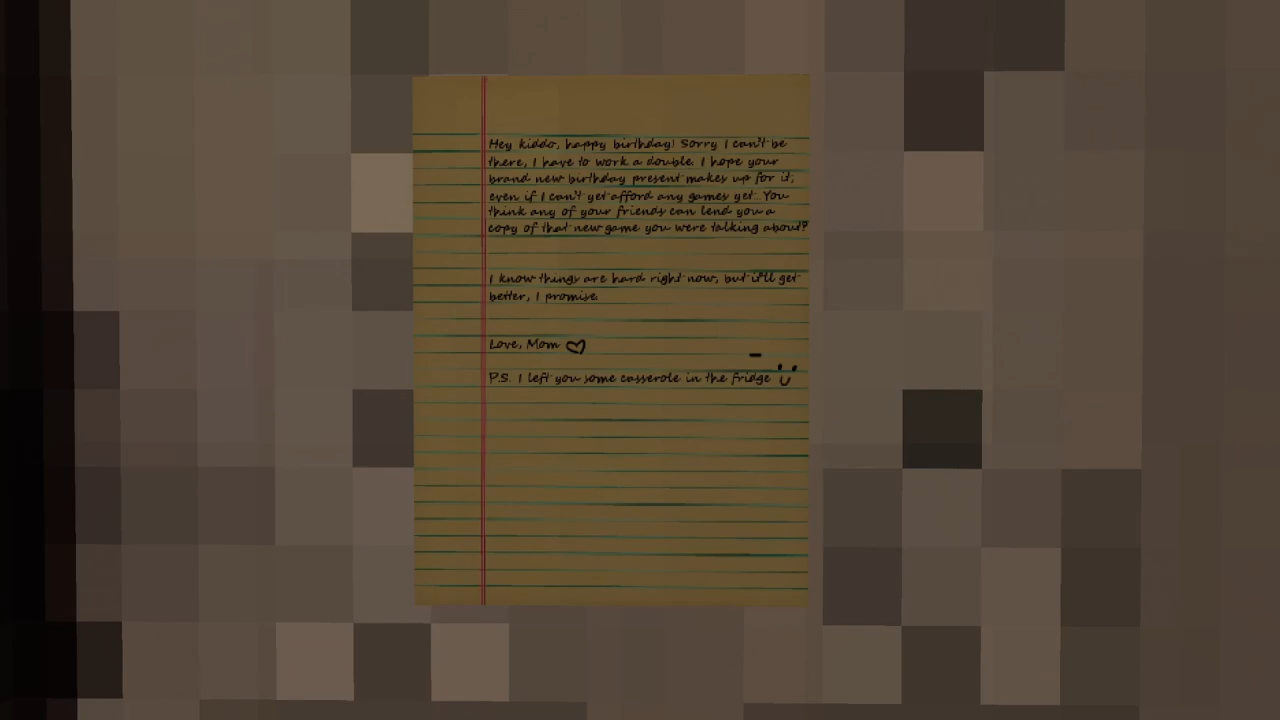 Hey kiddo, happy birthday! Sorry I can't be
there, I have to work a double. I hope your
brand new birthday present makes up for it,
even if I can't yet afford any games yet...You
think any of your friends can lend you a
copy of that new game you were talking about?
I know things are hard right now, but it'll get
better, I promise.
Love, Mom ♡
P.S. I left you some casserole in the fridge